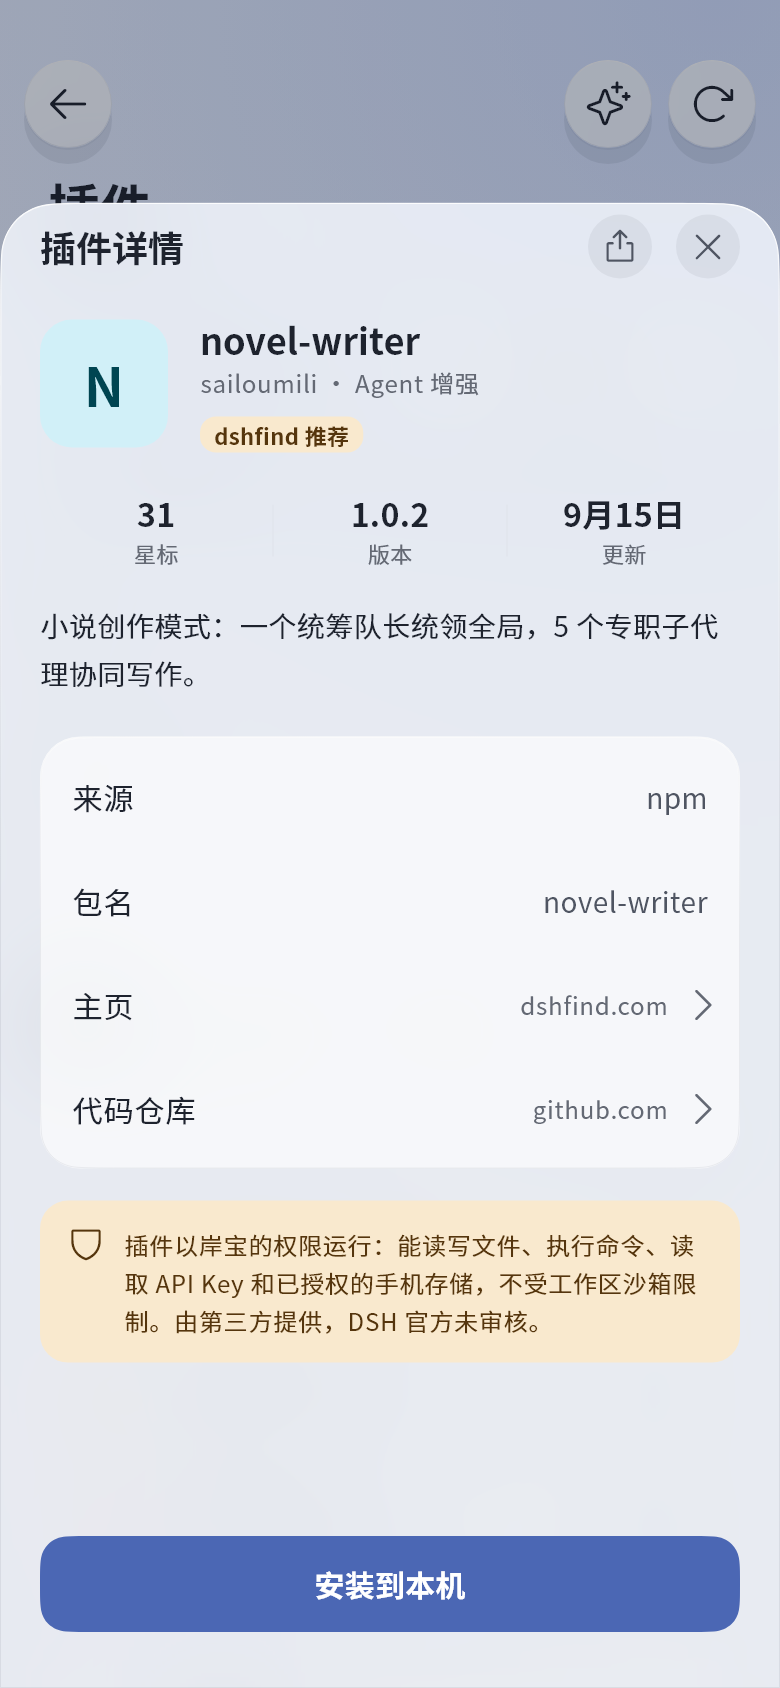 插件
插件详情
N
novel-writer
sailoumili · Agent 增强
dshfind 推荐
31
星标
1.0.2
版本
9月15日
更新
小说创作模式：一个统筹队长统领全局，5 个专职子代
理协同写作。
来源
npm
包名
novel-writer
主页
dshfind.com
代码仓库
github.com
插件以岸宝的权限运行：能读写文件、执行命令、读
取 API Key 和已授权的手机存储，不受工作区沙箱限
制。由第三方提供，DSH 官方未审核。
安装到本机